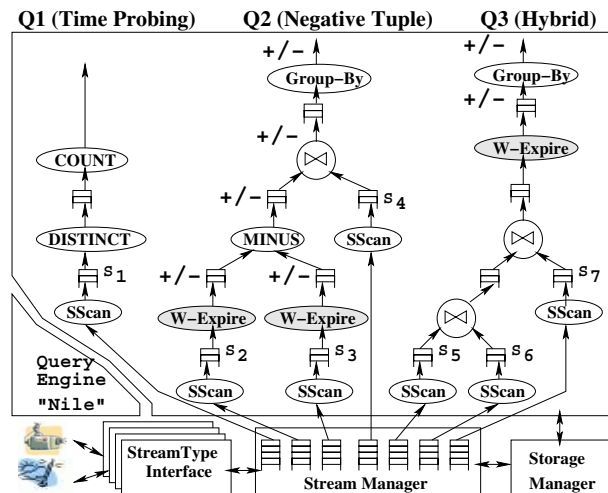 Q1 (Time Probing) Q2 (Negative Tuple) Q3 (Hybrid)
+/- +/-
Group-By Group-By
+/-
+/-
W-Expire
COUNT
+/- s4
DISTINCT MINUS SScan
s1 +/- +/- s7
SScan W-Expire W-Expire SScan
Query
Engine
"Nile"
s2 s3 s5 s6
SScan SScan SScan SScan
StreamType
Interface
Stream Manager
Storage
Manager